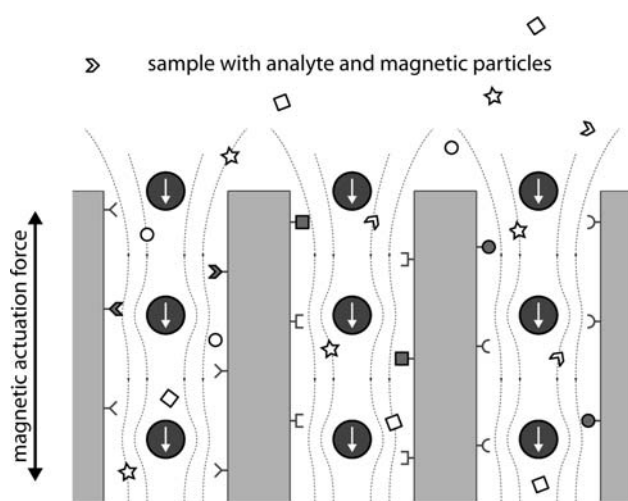 sample with analyte and magnetic particles
magnetic actuation force